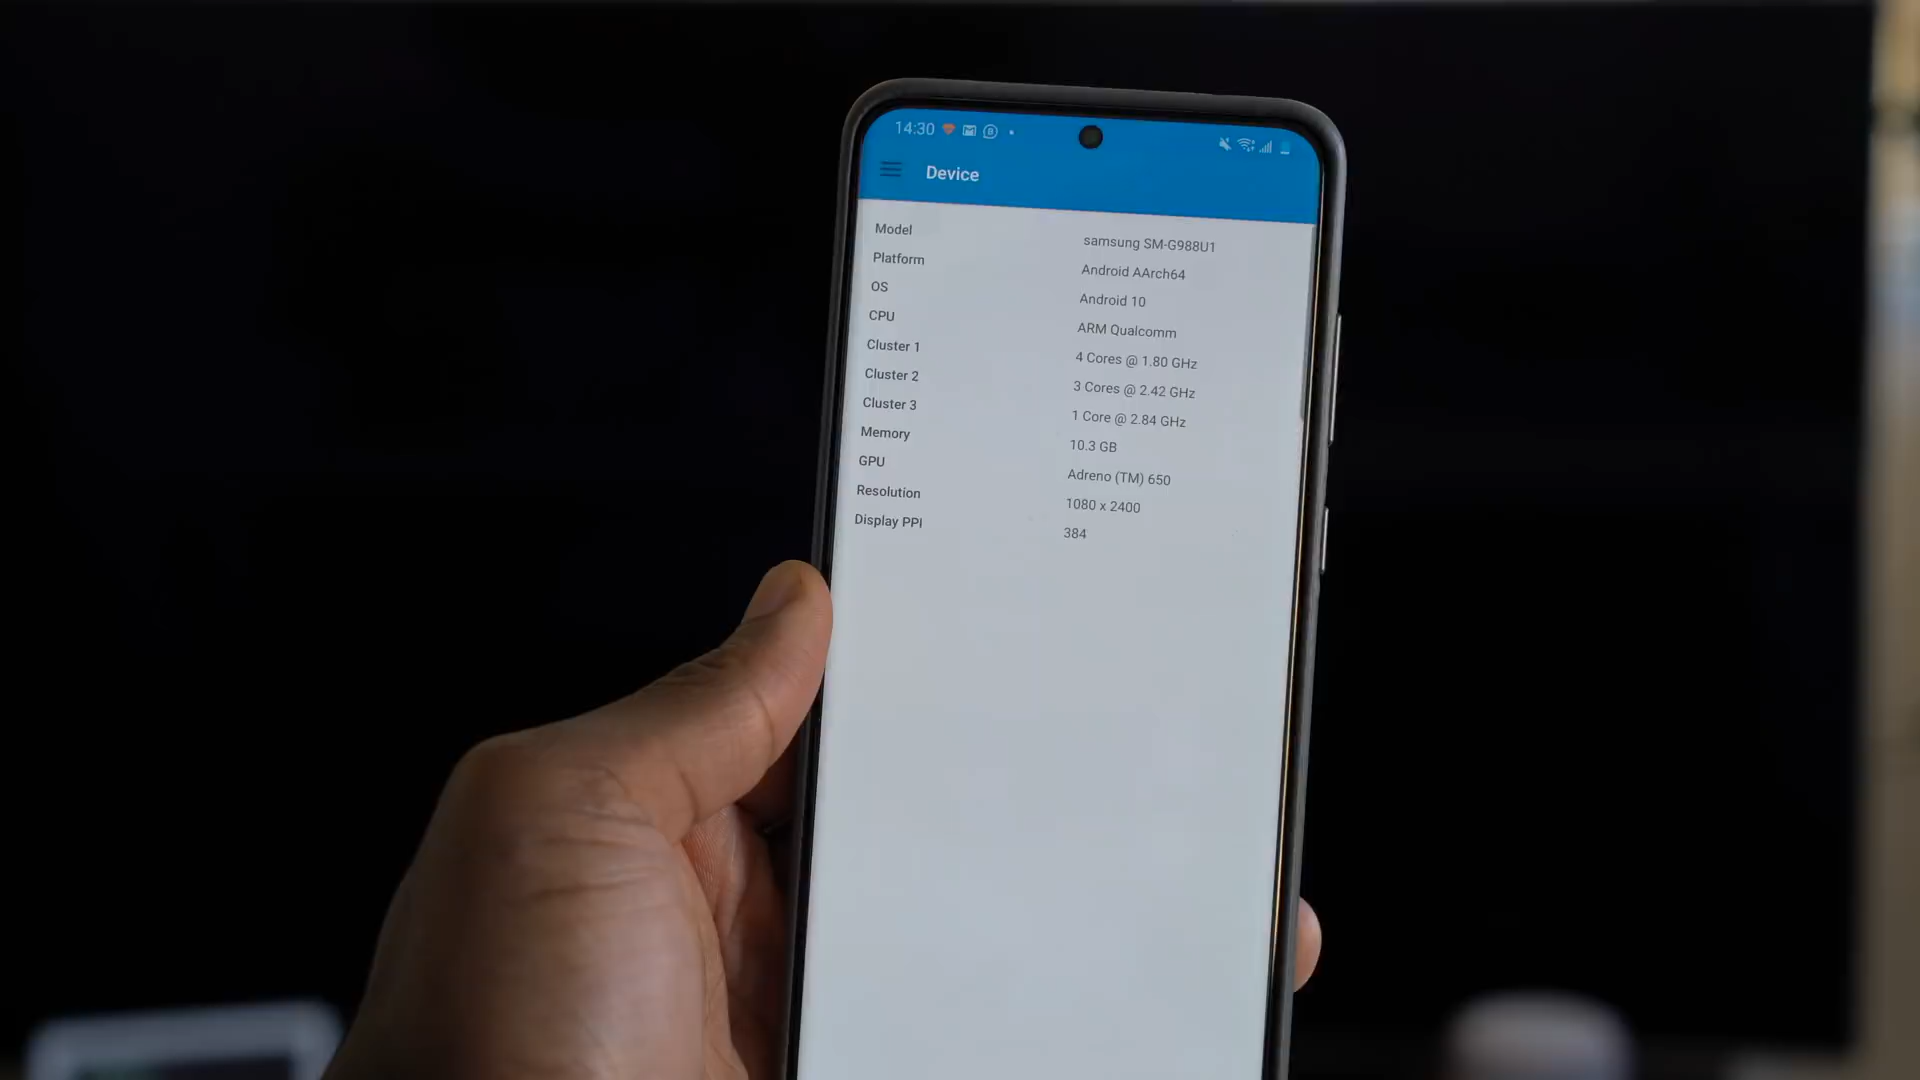 14:30
Device
Model samsung SM-G988U1
Platform Android AArch64
OS Android 10
CPU ARM Qualcomm
Cluster 1 4 Cores @ 1.80 GHz
Cluster 2 3 Cores @ 2.42 GHz
Cluster 3 1 Core @ 2.84 GHz
Memory 10.3 GB
GPU Adreno (TM) 650
Resolution 1080 x 2400
Display PPI 384